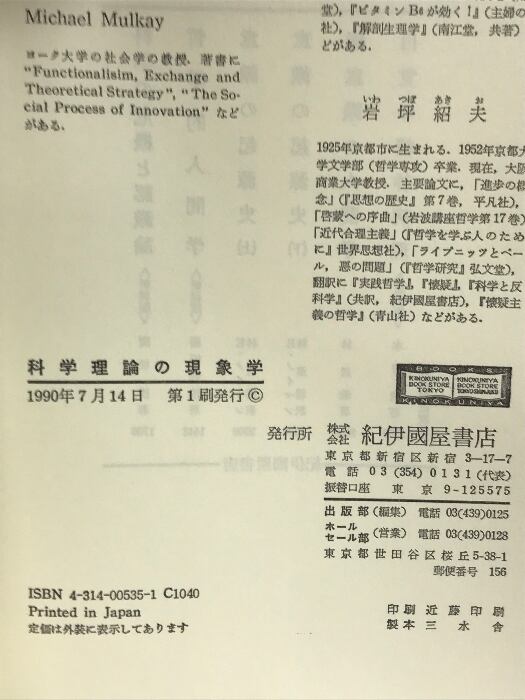 Michael Mulkay
ヨーク大学の社会学の教授．著書に
“Functionalisim, Exchange and
Theoretical Strategy”, “The So-
cial Process of Innovation” など
がある．
堂)，『ビタミン B6 が効く！』(主婦の
社)，『解剖生理学』(南江堂，共著)
どがある．
いわ つぼ あき お
岩坪紹夫
1925年京都市に生まれる．1952年京都大
学文学部(哲学専攻)卒業．現在，大阪
商業大学教授．主要論文に，「進歩の概
念」(『思想の歴史』第7巻，平凡社)，
「啓蒙への序曲」(岩波講座哲学第17巻)
「近代合理主義」(『哲学を学ぶ人のため
に』世界思想社)，「ライプニッツとベー
ル，悪の問題」(『哲学研究』弘文堂)，
翻訳に『実践哲学』，『懐疑』，『科学と反
科学』(共訳，紀伊國屋書店)，『懐疑主
義の哲学』(青山社)などがある．
科学理論の現象学
1990年7月14日 第1刷発行©
BOOKS
KINOKUNIYA
BOOK STORE
TOKYO
KINOKUNIYA
BOOK STORE
KINOKUNIYA
発行所 株式会社 紀伊國屋書店
東京都新宿区新宿 3-17-7
電話 03 (354) 0131 (代表)
振替口座 東京 9-125575
出版部(編集) 電話 03(439)0125
ホールセール部(営業) 電話 03(439)0128
東京都世田谷区桜丘5-38-1
郵便番号 156
ISBN 4-314-00535-1 C1040
Printed in Japan
定価は外装に表示してあります
印刷 近藤印刷
製本 三水舎